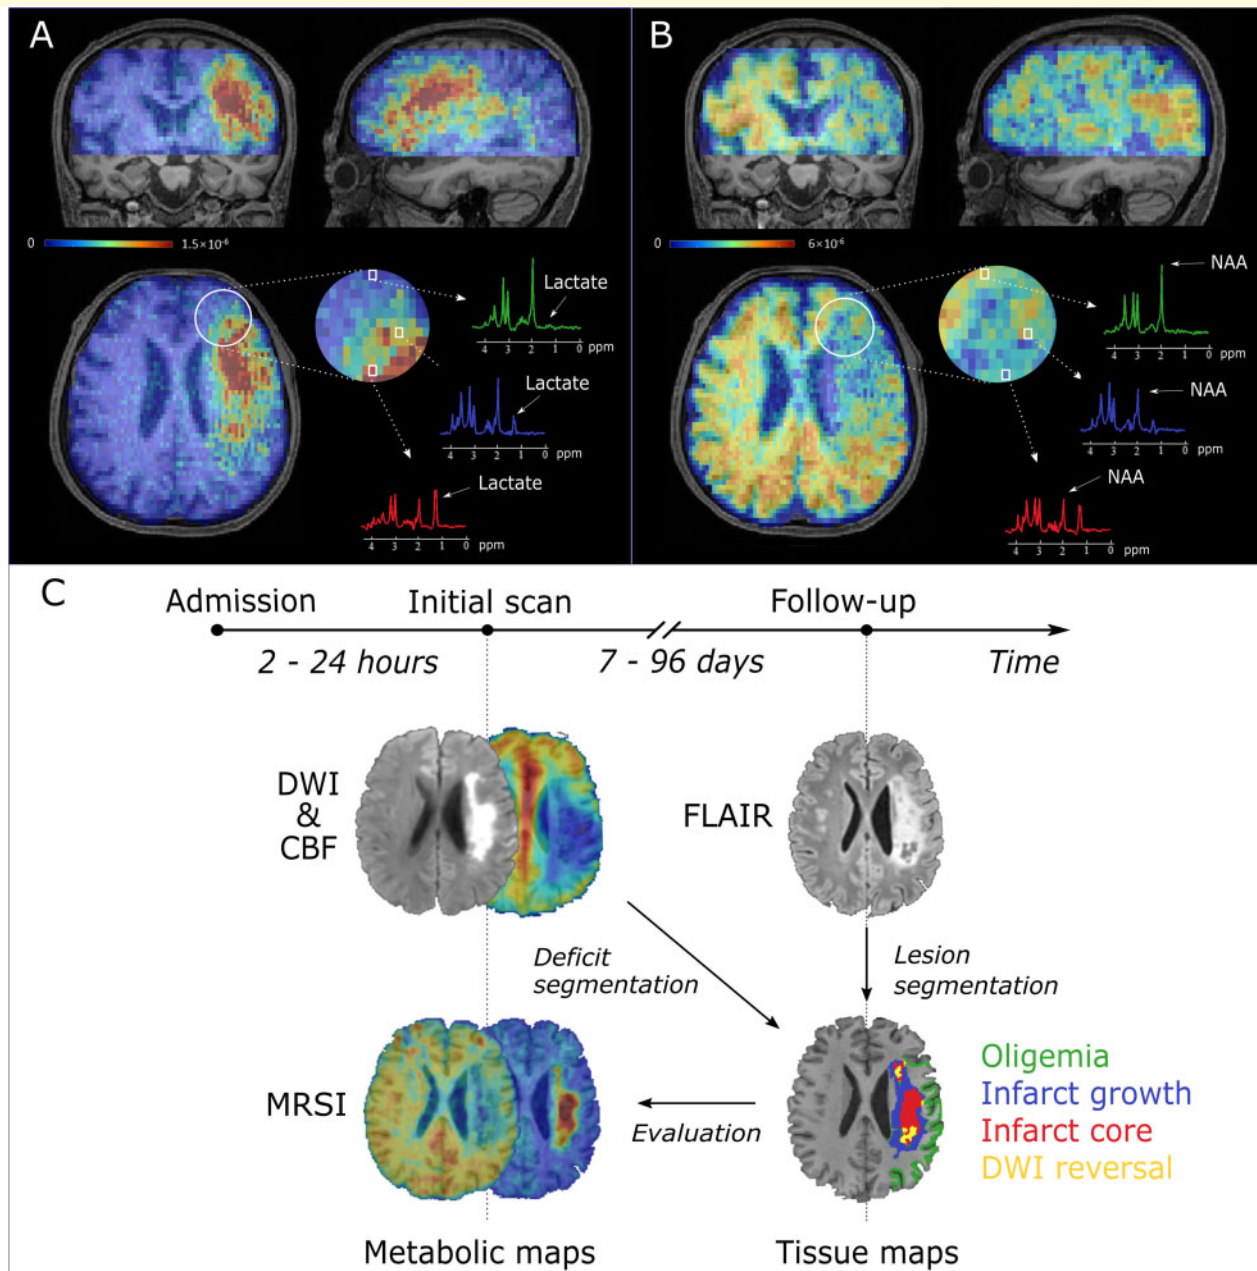 A
0
1.5×10⁻⁶
Lactate
4 3 2 1 0 ppm
Lactate
4 3 2 1 0 ppm
Lactate
4 3 2 1 0 ppm
B
0
6×10⁻⁶
NAA
4 3 2 1 0 ppm
NAA
4 3 2 1 0 ppm
NAA
4 3 2 1 0 ppm
C
Admission
Initial scan
Follow-up
2 - 24 hours
7 - 96 days
Time
DWI
&
CBF
FLAIR
Deficit
segmentation
Lesion
segmentation
MRSI
Evaluation
Oligemia
Infarct growth
Infarct core
DWI reversal
Metabolic maps
Tissue maps